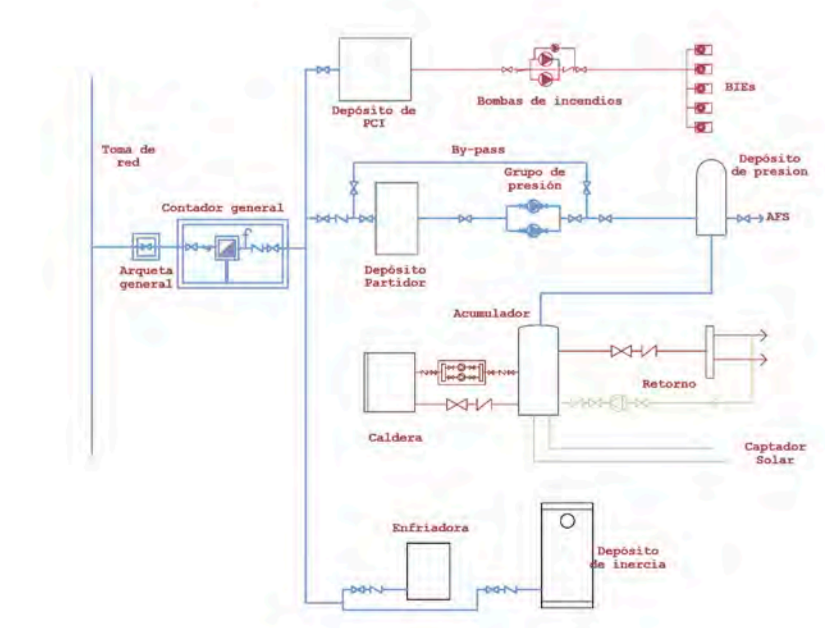 BIEs
Bombas de incendios
Depósito de
PCI
Toma de
red
By-pass
Grupo de
presión
Depósito
de presion
Contador general
AFS
Arqueta
general
Depósito
Partidor
Acumulador
Retorno
Caldera
Captador
Solar
Enfriadora
Depósito
de inercia